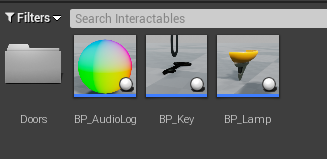 Filters
Search Interactables
Doors
BP_AudioLog
BP_Key
BP_Lamp